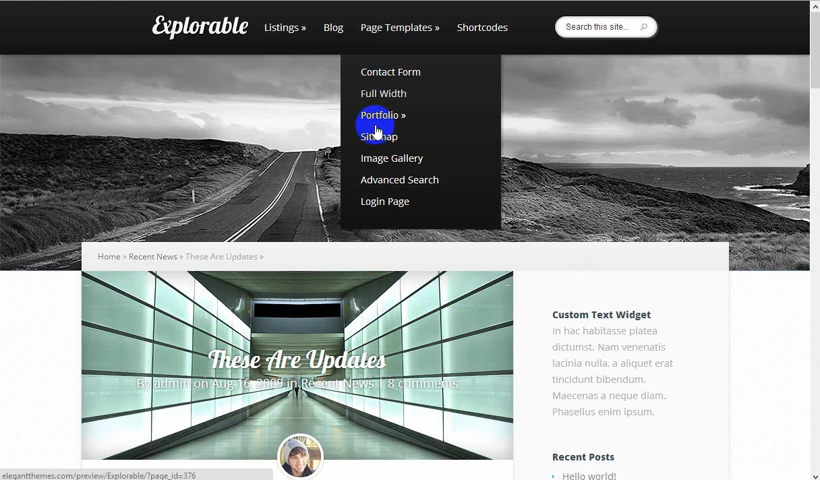 Explorable
Listings » Blog Page Templates » Shortcodes
Search this site...
Contact Form
Full Width
Portfolio »
Sitemap
Image Gallery
Advanced Search
Login Page
Home » Recent News » These Are Updates »
These Are Updates
By admin on Aug 16, 2009 in Recent News | 8 comments
Custom Text Widget
In hac habitasse platea
dictumst. Nam venenatis
lacinia nulla, a aliquet erat
tincidunt bibendum.
Maecenas a neque diam.
Phasellus enim ipsum.
Recent Posts
Hello world!
elegantthemes.com/preview/Explorable/?page_id=376